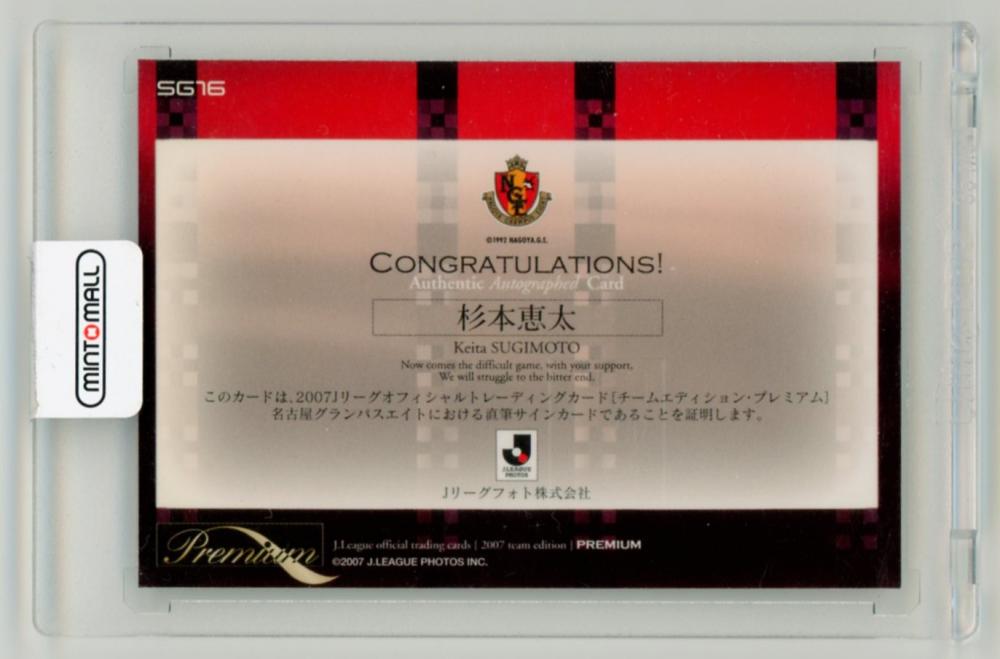 SG16
NGE
©1992 NAGOYA.G.E.
CONGRATULATIONS!
Authentic Autographed Card
杉本恵太
Keita SUGIMOTO
Now comes the difficult game, with your support,
We will struggle to the bitter end.
このカードは、2007Jリーグオフィシャルトレーディングカード[チームエディション・プレミアム]
名古屋グランパスエイトにおける直筆サインカードであることを証明します。
J.LEAGUE
PHOTOS
Jリーグフォト株式会社
Premium
J.League official trading cards | 2007 team edition | PREMIUM
©2007 J.LEAGUE PHOTOS INC.
MINTOMALL